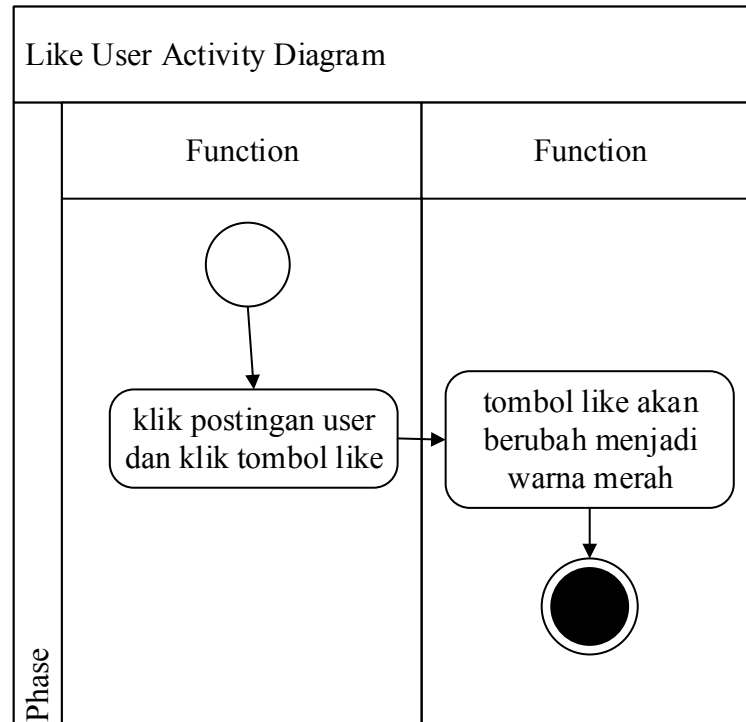 Like User Activity Diagram
Function
Function
klik postingan user
dan klik tombol like
tombol like akan
berubah menjadi
warna merah
Phase